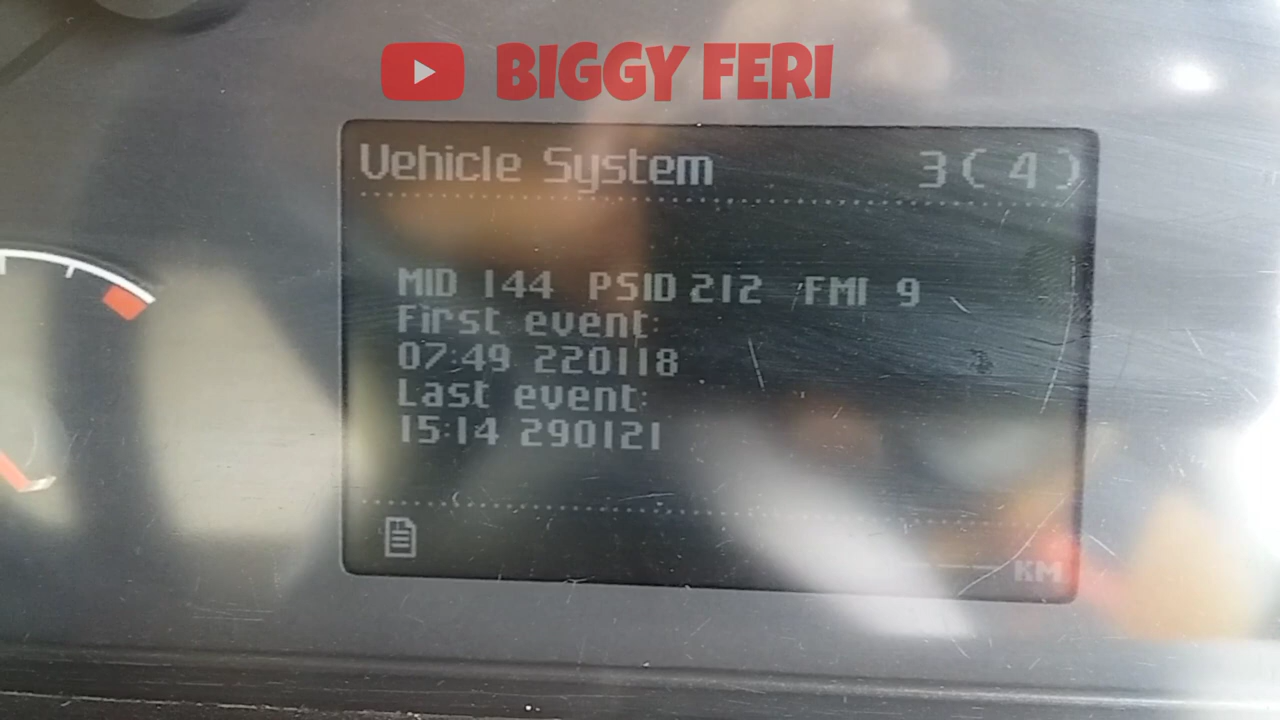 BIGGY FERI
Vehicle System 3(4)
MID 144 PSID 212 FMI 9
First event:
07:49 220118
Last event:
15:14 290121
KM